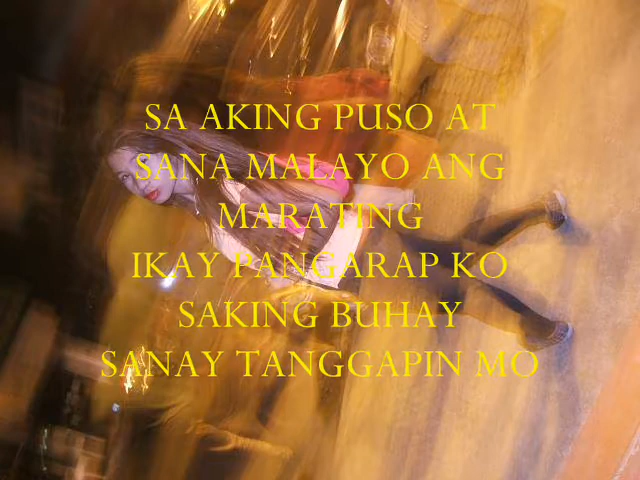 SA AKING PUSO AT
SANA MALAYO ANG
MARATING
IKAY PANGARAP KO
SAKING BUHAY
SANAY TANGGAPIN MO